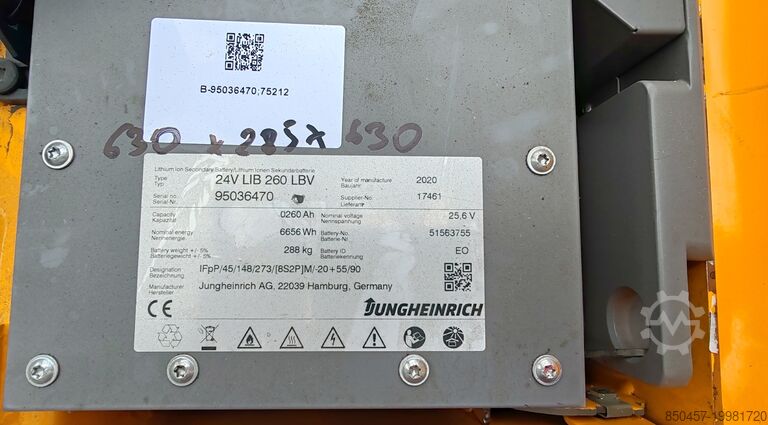 B-95036470;75212
630 x 285 x 630
Lithium Ion Secondary Battery/Lithium Ionen Sekundärbatterie
Type 24V LIB 260 LBV Year of manufacture 2020
Typ Baujahr
Serial no. 95036470 Supplier-No. 17461
Serial-Nr. Lieferant
Capacity 0260 Ah Nominal voltage 25,6 V
Kapazität Nennspannung
Nominal energy 6656 Wh Battery-No. 51563755
Nennenergie Batterie-Nr
Battery weight +/- 5% 288 kg Battery ID EO
Batteriegewicht +/- 5% Batteriekennung
Designation IFpP/45/148/273/[8S2P]M/-20+55/90
Bezeichnung
Manufacturer Jungheinrich AG, 22039 Hamburg, Germany
Hersteller
CE JUNGHEINRICH
850457-19981720